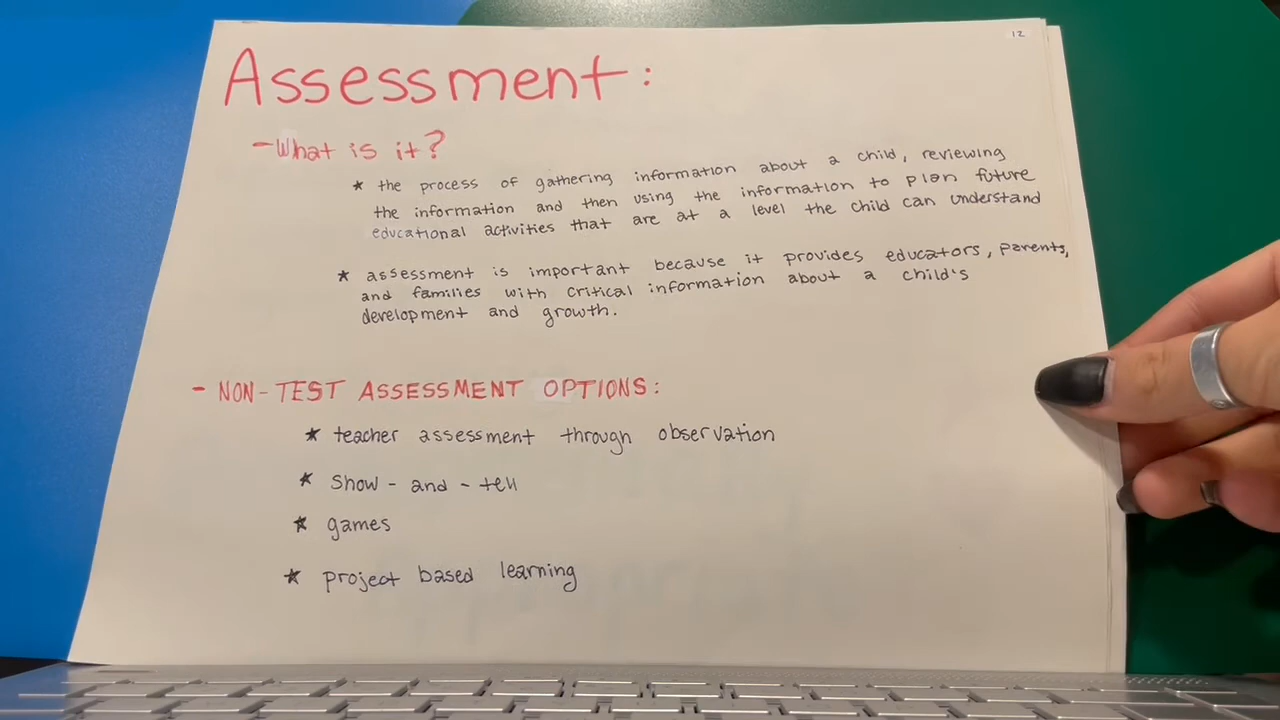 12
Assessment:
- What is it?
* the process of gathering information about a child, reviewing
the information and then using the information to plan future
educational activities that are at a level the child can understand
* assessment is important because it provides educators, parents,
and families with critical information about a child's
development and growth.
- NON-TEST ASSESSMENT OPTIONS:
* teacher assessment through observation
* Show-and-tell
* games
* project based learning